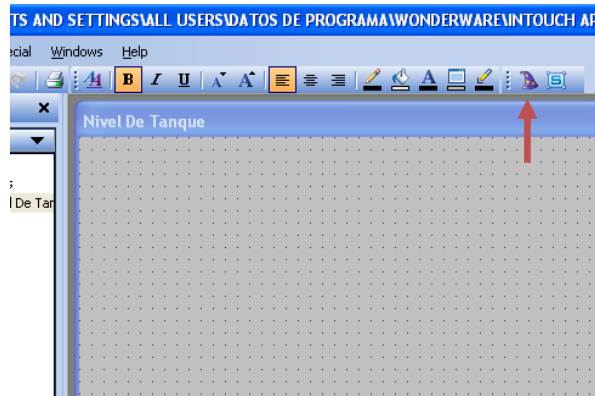 TS AND SETTINGS\ALL USERS\DATOS DE PROGRAMA\WONDERWARE\INTOUCH AP
ecial Windows Help
B I U A A A
Nivel De Tanque
l De Tan